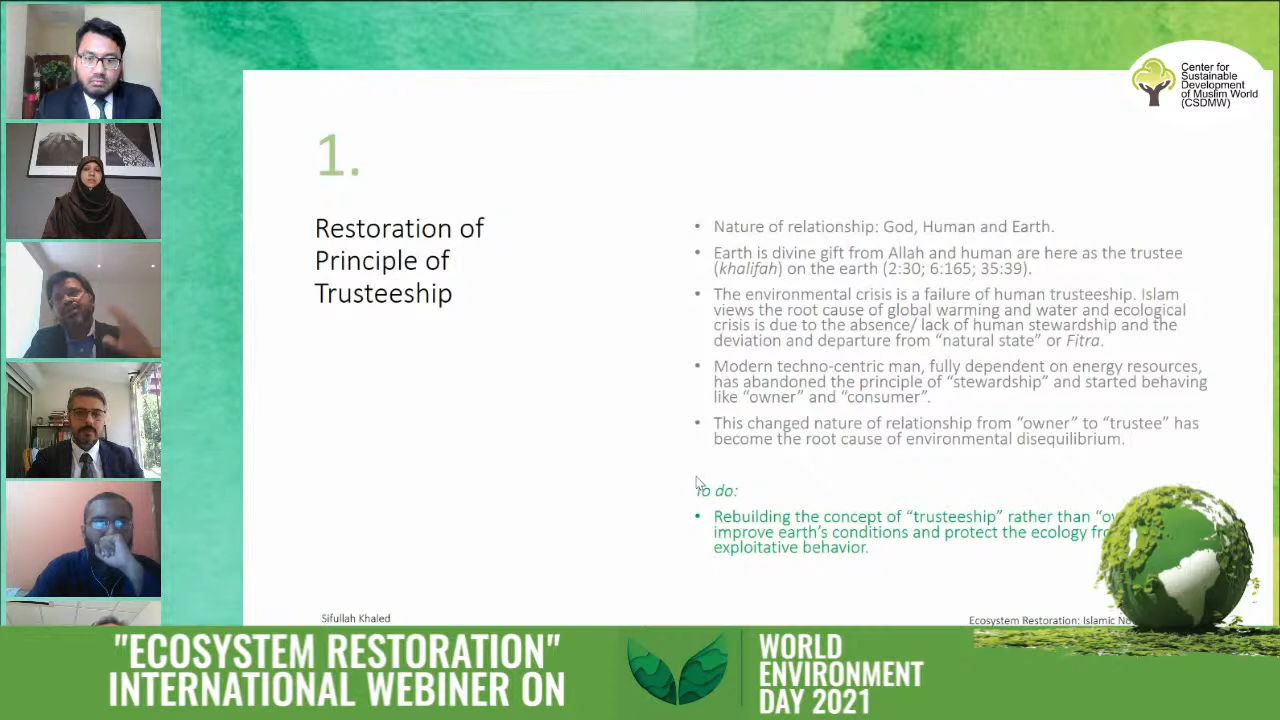 Center for
Sustainable
Development
of Muslim World
(CSDMW)
1.
Restoration of
Principle of
Trusteeship
• Nature of relationship: God, Human and Earth.
• Earth is divine gift from Allah and human are here as the trustee
(khalifah) on the earth (2:30; 6:165; 35:39).
• The environmental crisis is a failure of human trusteeship. Islam
views the root cause of global warming and water and ecological
crisis is due to the absence/ lack of human stewardship and the
deviation and departure from “natural state” or Fitra.
• Modern techno-centric man, fully dependent on energy resources,
has abandoned the principle of “stewardship” and started behaving
like “owner” and “consumer”.
• This changed nature of relationship from “owner” to “trustee” has
become the root cause of environmental disequilibrium.
To do:
• Rebuilding the concept of “trusteeship” rather than
improve earth’s conditions and protect the ecology
exploitative behavior.
Sifullah Khaled
Ecosystem Restoration: Islamic
"ECOSYSTEM RESTORATION"
INTERNATIONAL WEBINER ON
WORLD
ENVIRONMENT
DAY 2021